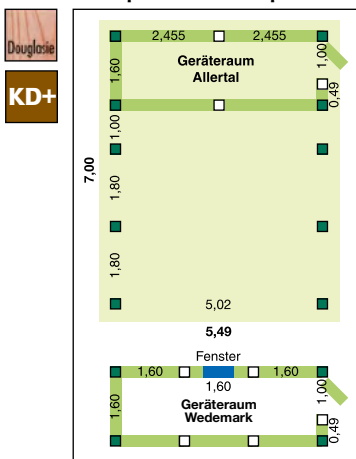 Douglasie
KD+
2,455 2,455
1,00
Geräteraum
Allertal
1,60
0,49
1,00
7,00
1,80
1,80
5,02
5,49
Fenster
1,60 1,60
1,60
1,00
Geräteraum
Wedemark
1,60
0,49